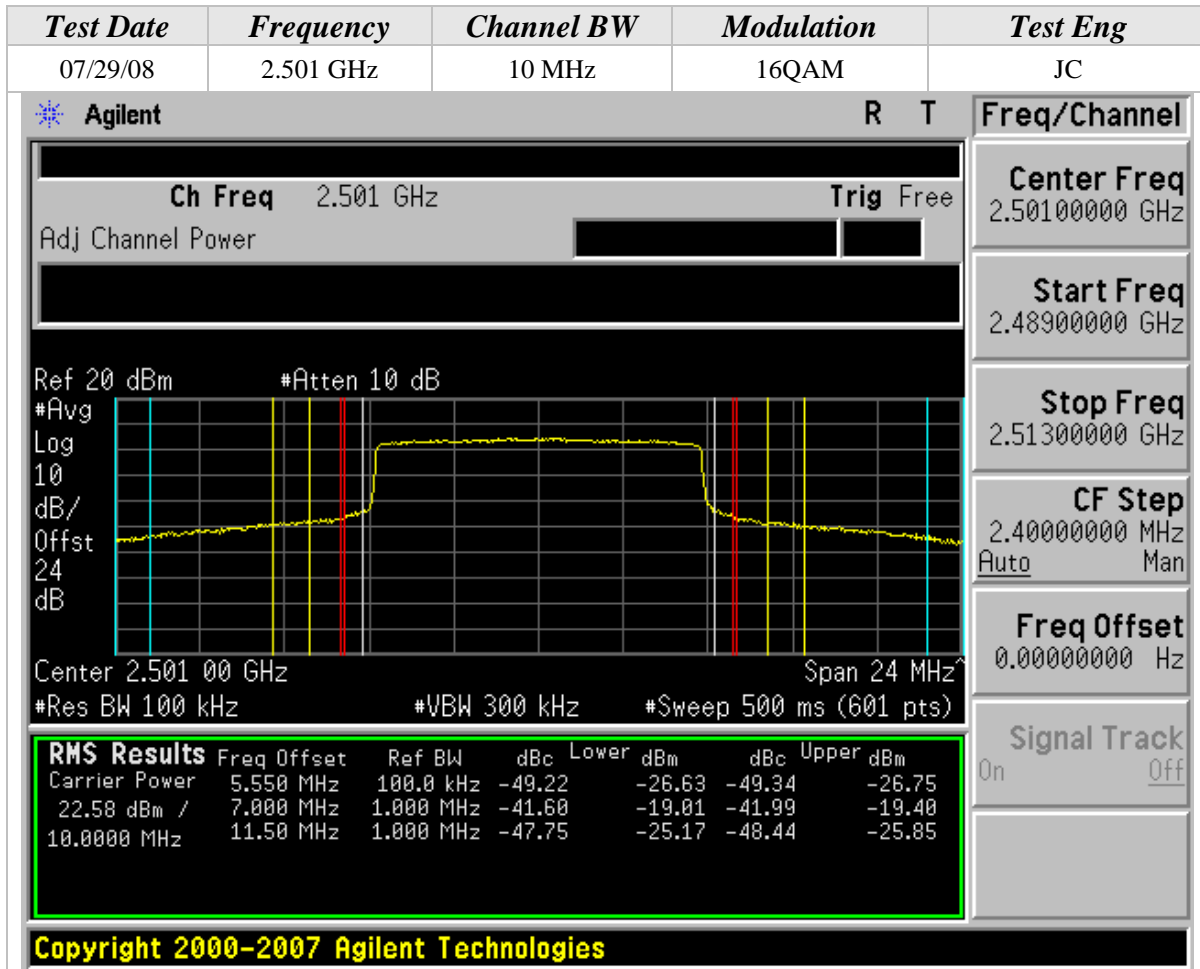 Test Date Frequency Channel BW Modulation Test Eng
07/29/08 2.501 GHz 10 MHz 16QAM JC
Agilent R T Freq/Channel
Ch Freq 2.501 GHz Trig Free
Adj Channel Power
Center Freq
2.50100000 GHz
Start Freq
2.48900000 GHz
Stop Freq
2.51300000 GHz
CF Step
2.40000000 MHz
Auto Man
Freq Offset
0.00000000 Hz
Signal Track
On Off
Ref 20 dBm #Atten 10 dB
#Avg
Log
10
dB/
Offst
24
dB
Center 2.501 00 GHz Span 24 MHz^
#Res BW 100 kHz #VBW 300 kHz #Sweep 500 ms (601 pts)
RMS Results Freq Offset Ref BW dBc Lower dBm dBc Upper dBm
Carrier Power 5.550 MHz 100.0 kHz -49.22 -26.63 -49.34 -26.75
22.58 dBm / 7.000 MHz 1.000 MHz -41.60 -19.01 -41.99 -19.40
10.0000 MHz 11.50 MHz 1.000 MHz -47.75 -25.17 -48.44 -25.85
Copyright 2000-2007 Agilent Technologies